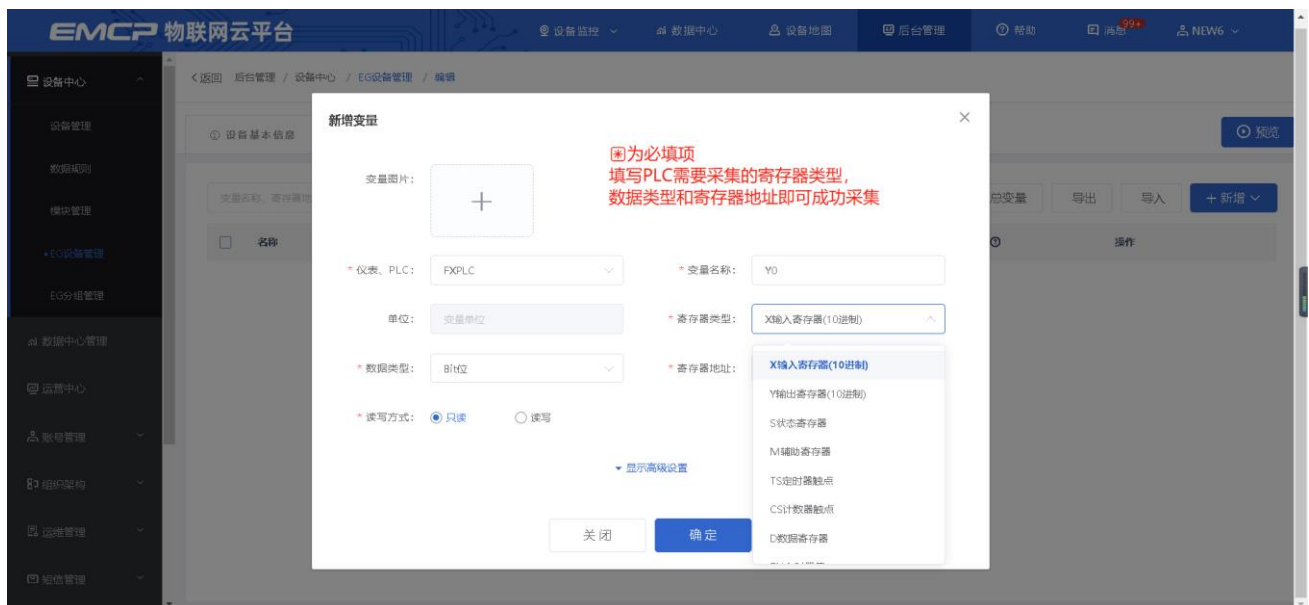 EMCP 物联网云平台
设备监控
数据中心
设备地图
后台管理
帮助
消息
99+
NEW6
设备中心
设备管理
数据规则
模块管理
•EG设备管理
EG分组管理
数据中心管理
运营中心
账号管理
组织架构
运维管理
短信管理
<返回 后台管理 / 设备中心 / EG设备管理 / 编辑
① 设备基本信息
预览
变量名称、寄存器地
总变量
导出
导入
+ 新增
名称
操作
新增变量
×
*为必填项
填写PLC需要采集的寄存器类型,
数据类型和寄存器地址即可成功采集
变量图片:
+
* 仪表、PLC: FXPLC
* 变量名称: Y0
单位: 变量单位
* 寄存器类型: X输入寄存器(10进制)
* 数据类型: Bit位
* 寄存器地址:
X输入寄存器(10进制)
Y输出寄存器(10进制)
S状态寄存器
M辅助寄存器
TS定时器触点
CS计数器触点
D数据寄存器
* 读写方式: 只读 读写
显示高级设置
关闭
确定